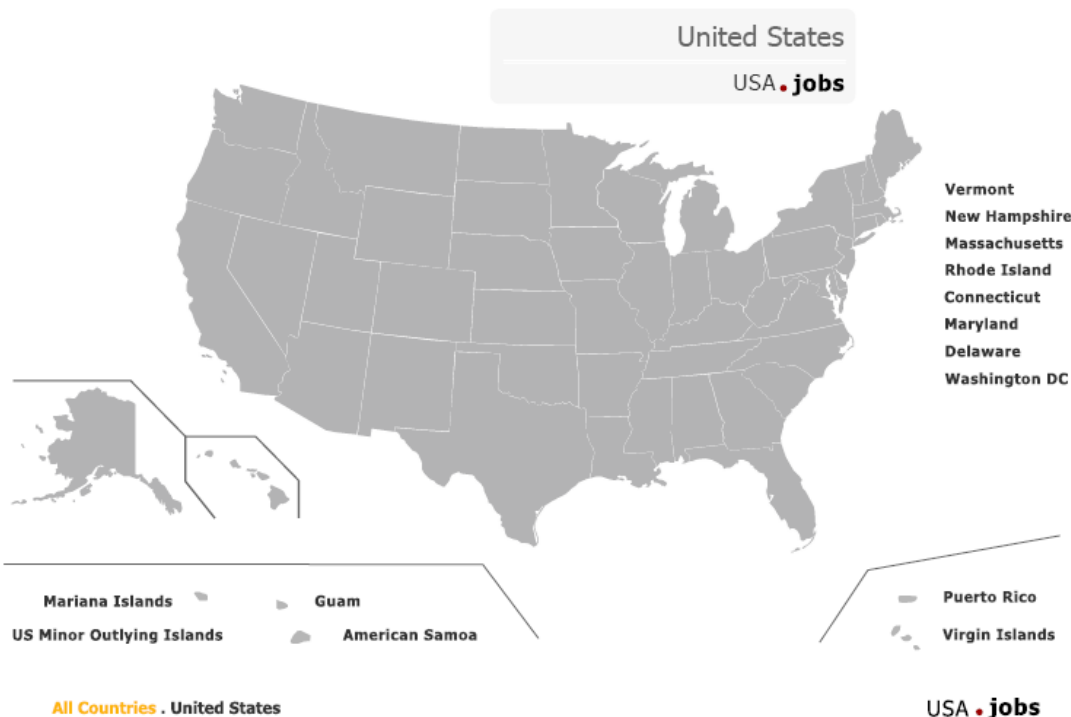 United States
USA.jobs
Vermont
New Hampshire
Massachusetts
Rhode Island
Connecticut
Maryland
Delaware
Washington DC
Mariana Islands
Guam
US Minor Outlying Islands
American Samoa
Puerto Rico
Virgin Islands
All Countries . United States
USA.jobs